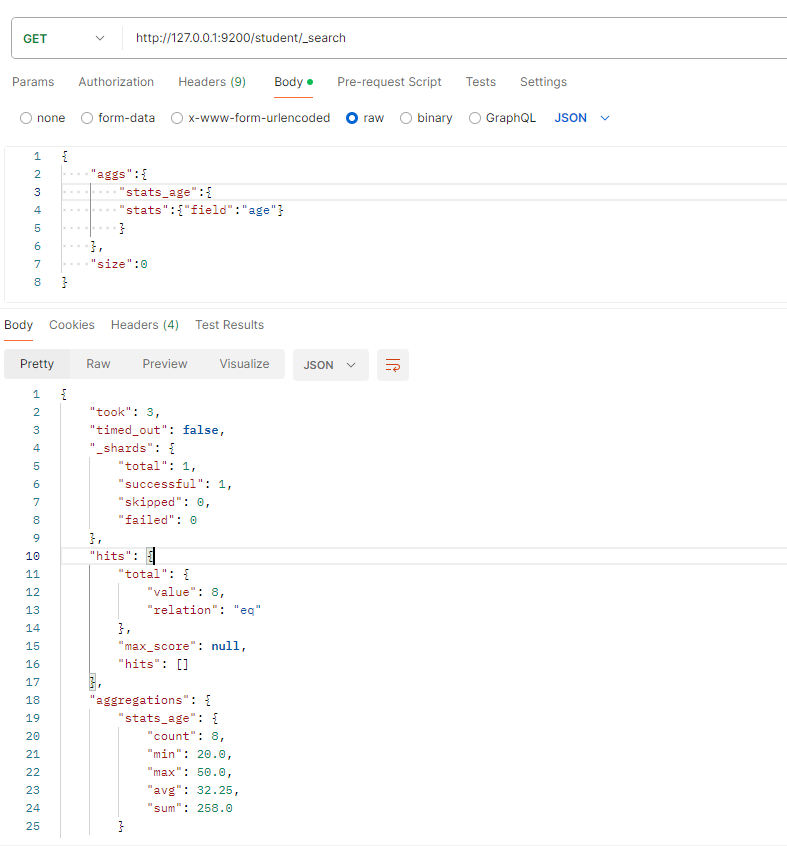 GET http://127.0.0.1:9200/student/_search
Params Authorization Headers (9) Body Pre-request Script Tests Settings
none form-data x-www-form-urlencoded raw binary GraphQL JSON
1 {
2 ····"aggs":{
3 ········"stats_age":{
4 ········"stats":{"field":"age"}
5 ········}
6 ····},
7 ····"size":0
8 }
Body Cookies Headers (4) Test Results
Pretty Raw Preview Visualize JSON
1 {
2 "took": 3,
3 "timed_out": false,
4 "_shards": {
5 "total": 1,
6 "successful": 1,
7 "skipped": 0,
8 "failed": 0
9 },
10 "hits": {
11 "total": {
12 "value": 8,
13 "relation": "eq"
14 },
15 "max_score": null,
16 "hits": []
17 },
18 "aggregations": {
19 "stats_age": {
20 "count": 8,
21 "min": 20.0,
22 "max": 50.0,
23 "avg": 32.25,
24 "sum": 258.0
25 }